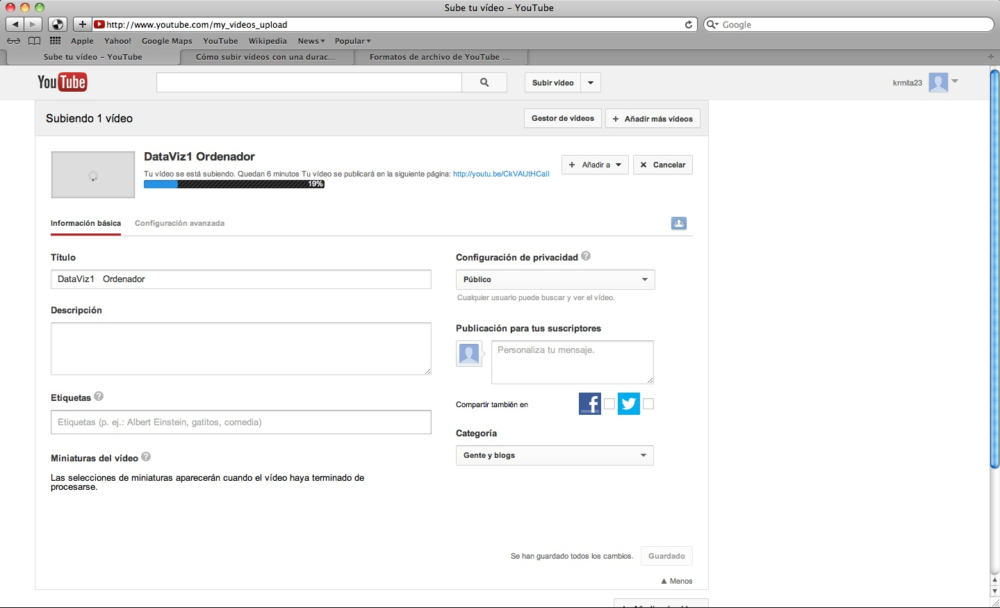 Sube tu vídeo – YouTube
http://www.youtube.com/my_videos_upload
Google
Apple Yahoo! Google Maps YouTube Wikipedia News Popular
Sube tu vídeo – YouTube
Cómo subir vídeos con una durac...
Formatos de archivo de YouTube ...
YouTube
Subir vídeo
krmita23
Subiendo 1 vídeo
Gestor de vídeos
+ Añadir más vídeos
DataViz1 Ordenador
Tu vídeo se está subiendo. Quedan 6 minutos Tu vídeo se publicará en la siguiente página: http://youtu.be/CkVAUtHCaII
19%
+ Añadir a
x Cancelar
Información básica
Configuración avanzada
Título
DataViz1 Ordenador
Descripción
Etiquetas ?
Etiquetas (p. ej.: Albert Einstein, gatitos, comedia)
Miniaturas del vídeo ?
Las selecciones de miniaturas aparecerán cuando el vídeo haya terminado de
procesarse.
Configuración de privacidad ?
Público
Cualquier usuario puede buscar y ver el vídeo.
Publicación para tus suscriptores
Personaliza tu mensaje.
Compartir también en
Categoría
Gente y blogs
Se han guardado todos los cambios.
Guardado
▲ Menos